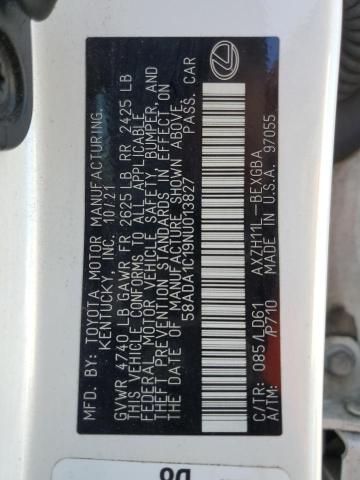 MFD. BY: TOYOTA MOTOR MANUFACTURING,
KENTUCKY, INC. 10/21
GVWR 4740 LB GAWR FR 2625 LB RR 2425 LB
THIS VEHICLE CONFORMS TO ALL APPLICABLE
FEDERAL MOTOR VEHICLE SAFETY, BUMPER, AND
THEFT PREVENTION STANDARDS IN EFFECT ON
DATE OF MANUFACTURE SHOWN ABOVE.
58ADA1C19NU013827 PASS. CAR
C/TR: 085/LD61 AXZH11L-BEXGBA
A/TM: /P710 MADE IN U.S.A. 97055